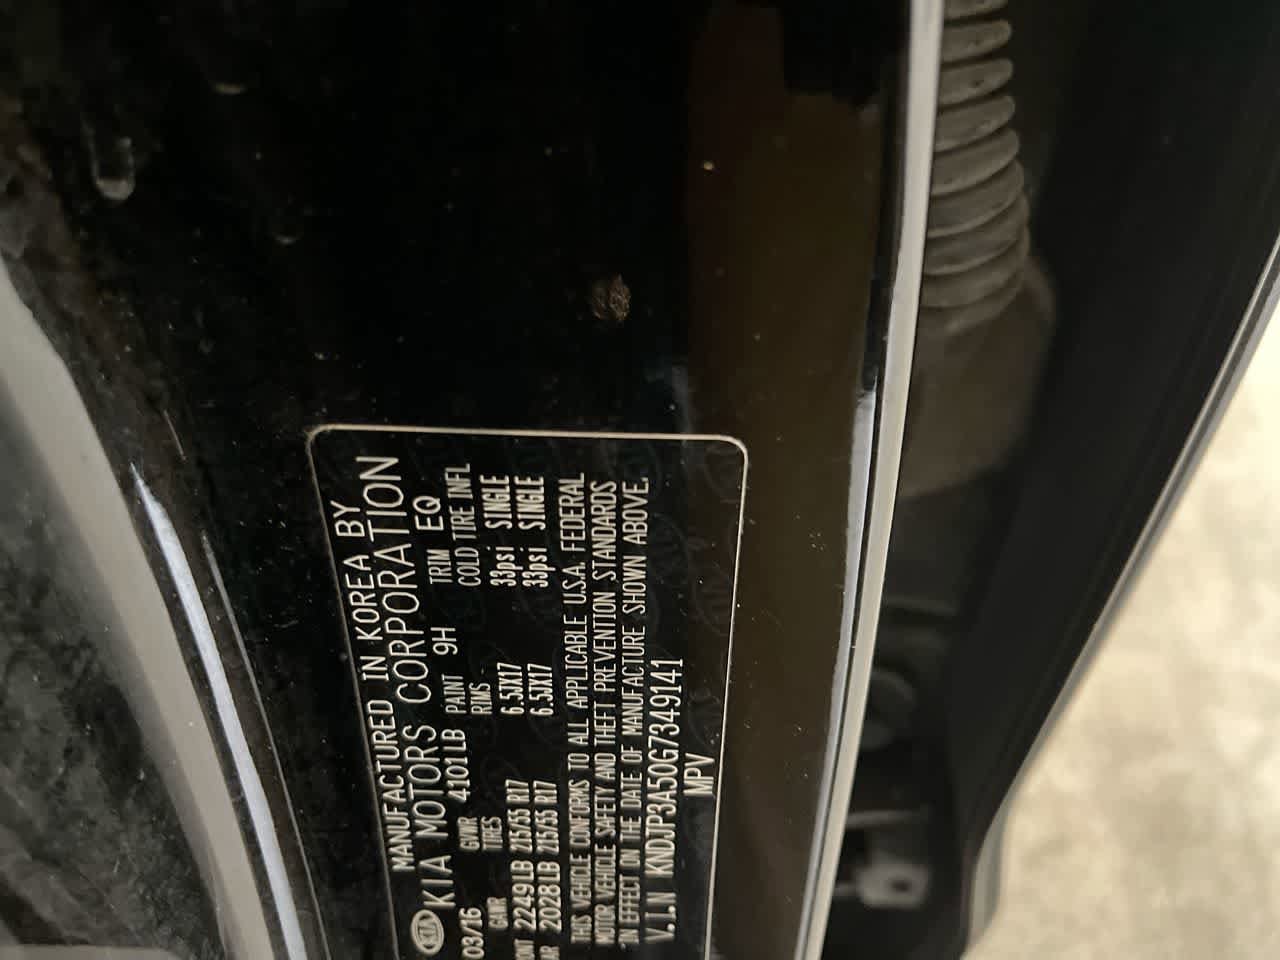 MANUFACTURED IN KOREA BY
KIA KIA MOTORS CORPORATION
03/16 GVWR 4101LB PAINT 9H TRIM EQ
GAWR TIRES RIMS COLD TIRE INFL
2249LB 215/55 R17 6.5JX17 33psi SINGLE
2028LB 215/55 R17 6.5JX17 33psi SINGLE
THIS VEHICLE CONFORMS TO ALL APPLICABLE U.S.A. FEDERAL
MOTOR VEHICLE SAFETY AND THEFT PREVENTION STANDARDS
IN EFFECT ON THE DATE OF MANUFACTURE SHOWN ABOVE.
V.I.N KNDJP3A50G7349141
MPV